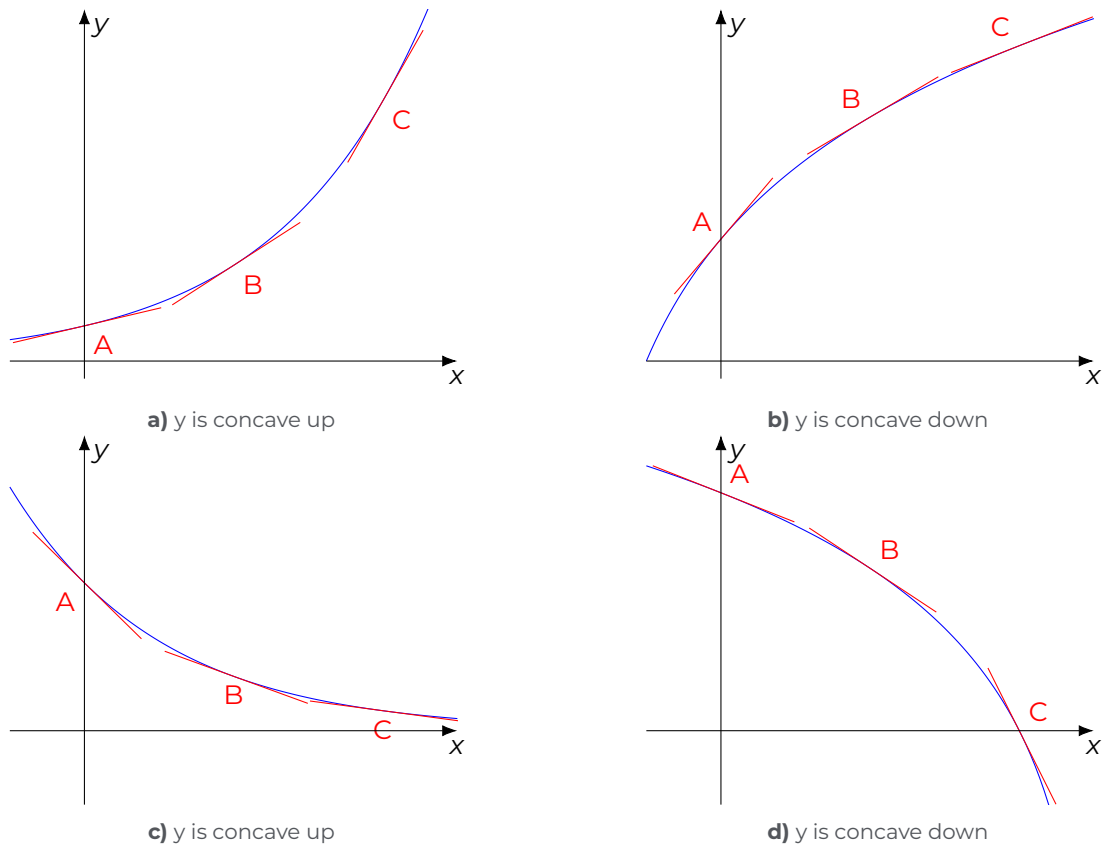 y
C
B
A
x
a) y is concave up
y
C
B
A
x
b) y is concave down
y
A
B
C
x
c) y is concave up
y
A
B
C
x
d) y is concave down